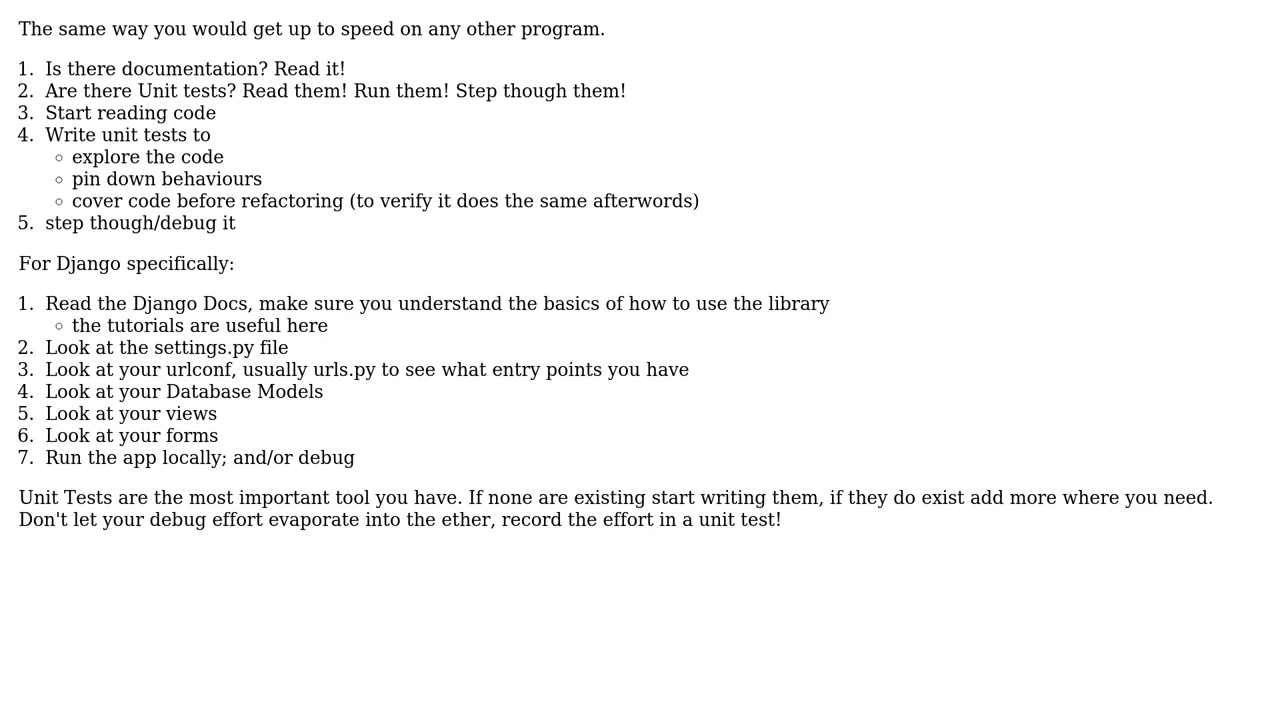 The same way you would get up to speed on any other program.
1. Is there documentation? Read it!
2. Are there Unit tests? Read them! Run them! Step though them!
3. Start reading code
4. Write unit tests to
◦ explore the code
◦ pin down behaviours
◦ cover code before refactoring (to verify it does the same afterwords)
5. step though/debug it
For Django specifically:
1. Read the Django Docs, make sure you understand the basics of how to use the library
◦ the tutorials are useful here
2. Look at the settings.py file
3. Look at your urlconf, usually urls.py to see what entry points you have
4. Look at your Database Models
5. Look at your views
6. Look at your forms
7. Run the app locally; and/or debug
Unit Tests are the most important tool you have. If none are existing start writing them, if they do exist add more where you need.
Don't let your debug effort evaporate into the ether, record the effort in a unit test!